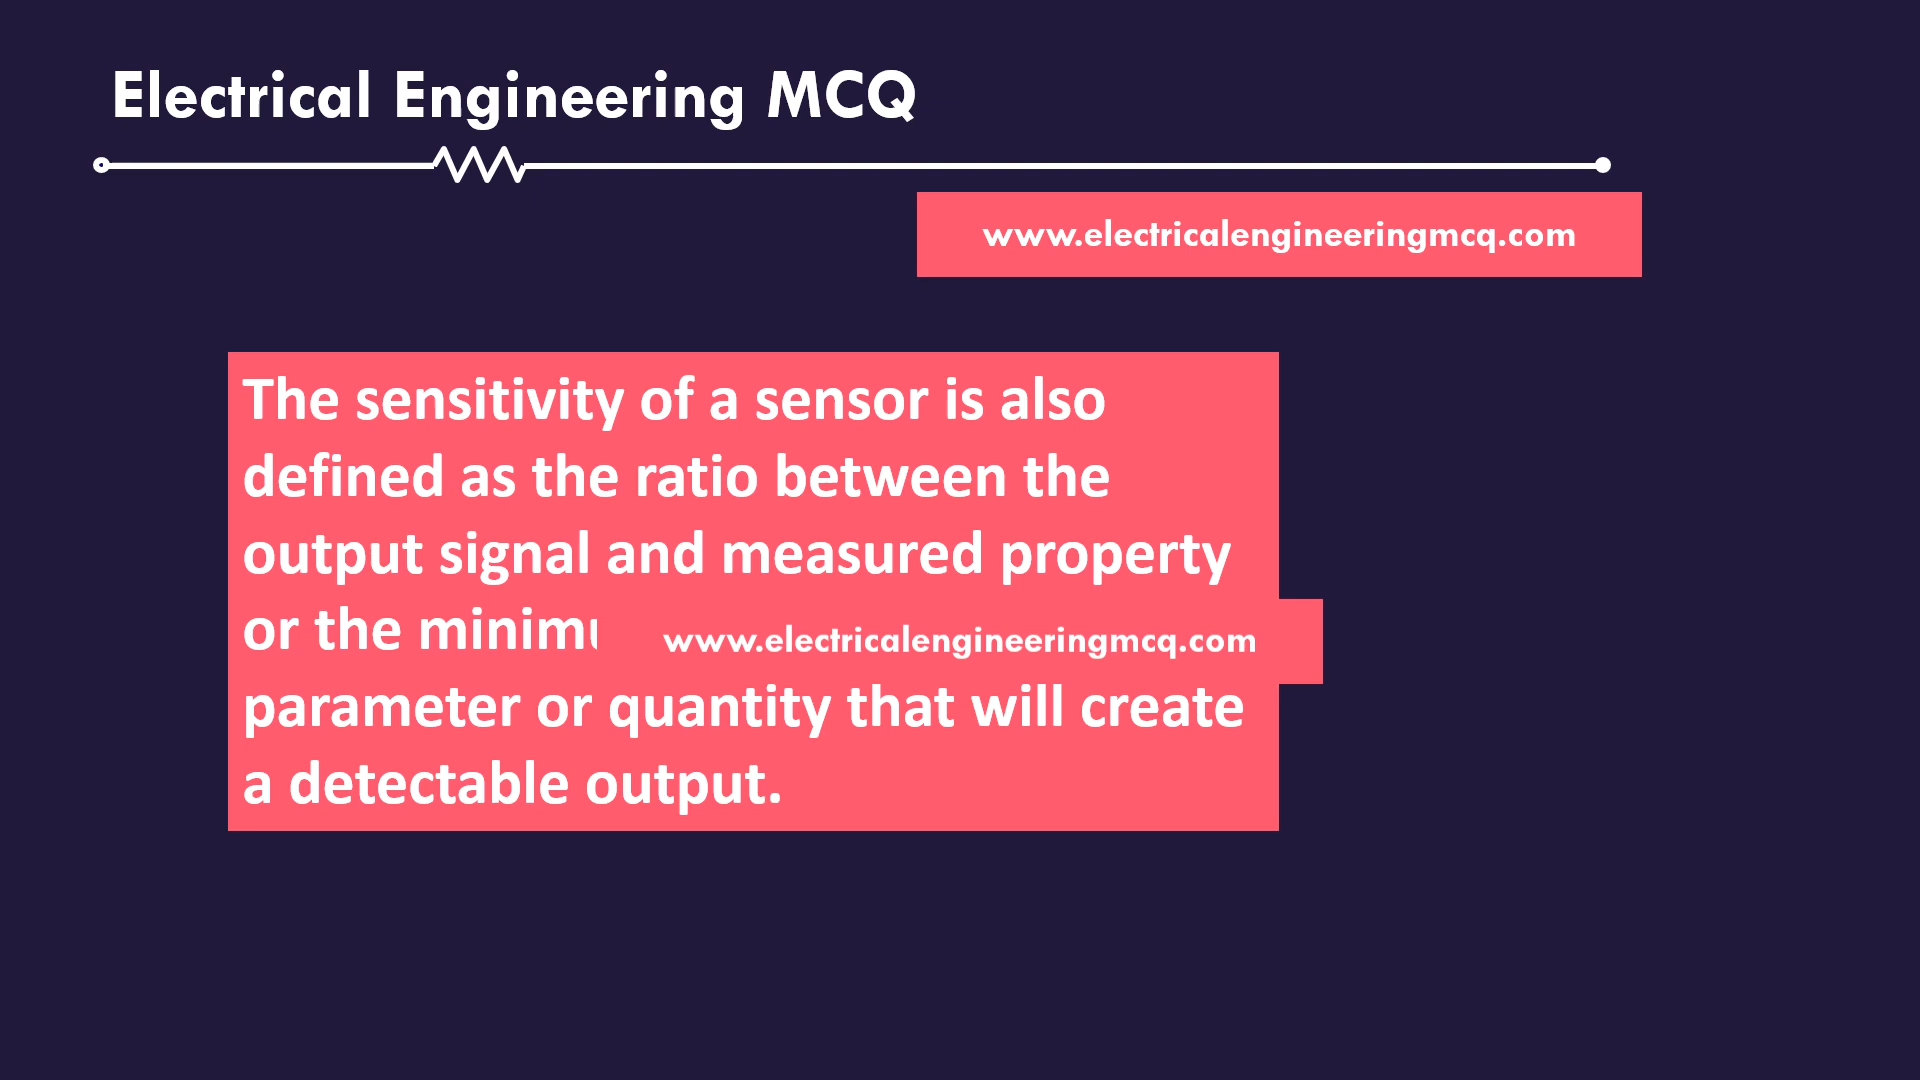 Electrical Engineering MCQ
www.electricalengineeringmcq.com
The sensitivity of a sensor is also
defined as the ratio between the
output signal and measured property
or the
www.electricalengineeringmcq.com
parameter or quantity that will create
a detectable output.